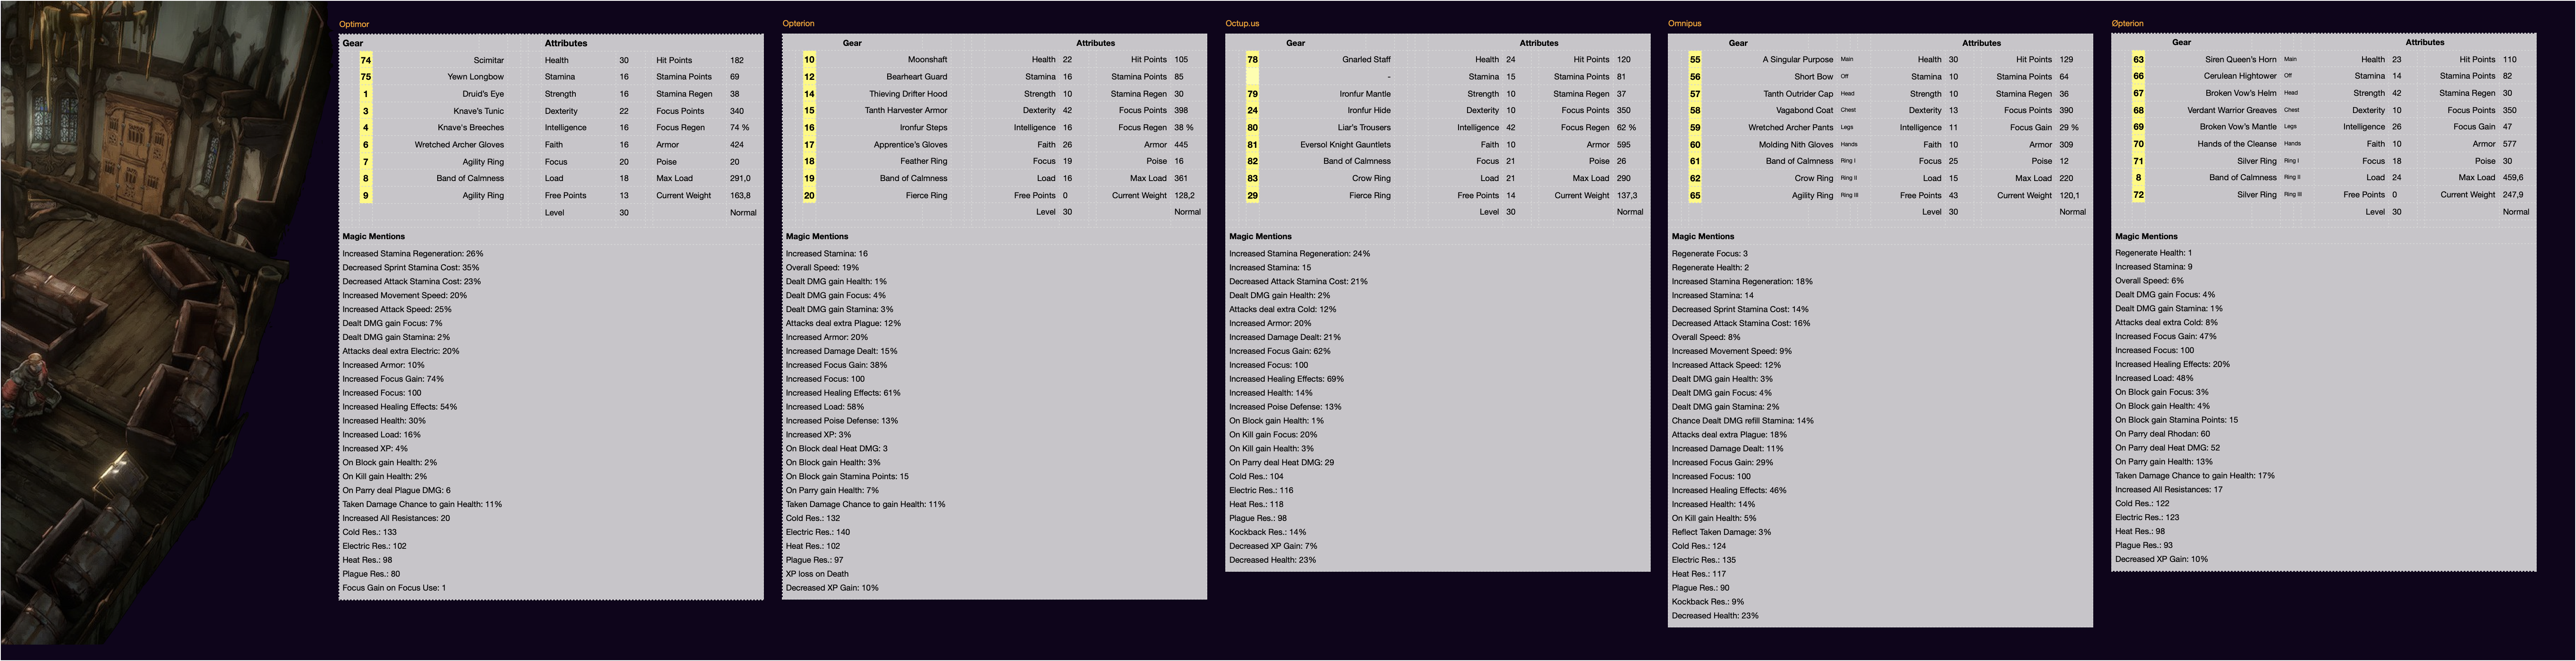 Optimor
Gear Attributes
74 Scimitar Health 30 Hit Points 182
75 Yewn Longbow Stamina 16 Stamina Points 69
1 Druid's Eye Strength 16 Stamina Regen 38
3 Knave's Tunic Dexterity 22 Focus Points 340
4 Knave's Breeches Intelligence 16 Focus Regen 74 %
6 Wretched Archer Gloves Faith 16 Armor 424
7 Agility Ring Focus 20 Poise 20
8 Band of Calmness Load 18 Max Load 291,0
9 Agility Ring Free Points 13 Current Weight 163,8
Level 30 Normal
Magic Mentions
Increased Stamina Regeneration: 26%
Decreased Sprint Stamina Cost: 35%
Decreased Attack Stamina Cost: 23%
Increased Movement Speed: 20%
Increased Attack Speed: 25%
Dealt DMG gain Focus: 7%
Dealt DMG gain Stamina: 2%
Attacks deal extra Electric: 20%
Increased Armor: 10%
Increased Focus Gain: 74%
Increased Focus: 100
Increased Healing Effects: 54%
Increased Health: 30%
Increased Load: 16%
Increased XP: 4%
On Block gain Health: 2%
On Kill gain Health: 2%
On Parry deal Plague DMG: 6
Taken Damage Chance to gain Health: 11%
Increased All Resistances: 20
Cold Res.: 133
Electric Res.: 102
Heat Res.: 98
Plague Res.: 80
Focus Gain on Focus Use: 1
Opterion
Gear Attributes
10 Moonshaft Health 22 Hit Points 105
12 Bearheart Guard Stamina 16 Stamina Points 85
14 Thieving Drifter Hood Strength 10 Stamina Regen 30
15 Tanth Harvester Armor Dexterity 42 Focus Points 398
16 Ironfur Steps Intelligence 16 Focus Regen 38 %
17 Apprentice's Gloves Faith 26 Armor 445
18 Feather Ring Focus 19 Poise 16
19 Band of Calmness Load 16 Max Load 361
20 Fierce Ring Free Points 0 Current Weight 128,2
Level 30 Normal
Magic Mentions
Increased Stamina: 16
Overall Speed: 19%
Dealt DMG gain Health: 1%
Dealt DMG gain Focus: 4%
Dealt DMG gain Stamina: 3%
Attacks deal extra Plague: 12%
Increased Armor: 20%
Increased Damage Dealt: 15%
Increased Focus Gain: 38%
Increased Focus: 100
Increased Healing Effects: 61%
Increased Load: 58%
Increased Poise Defense: 13%
Increased XP: 3%
On Block deal Heat DMG: 3
On Block gain Health: 3%
On Block gain Stamina Points: 15
On Parry gain Health: 7%
Taken Damage Chance to gain Health: 11%
Cold Res.: 132
Electric Res.: 140
Heat Res.: 102
Plague Res.: 97
XP loss on Death
Decreased XP Gain: 10%
Octup.us
Gear Attributes
78 Gnarled Staff Health 24 Hit Points 120
- Stamina 15 Stamina Points 81
79 Ironfur Mantle Strength 10 Stamina Regen 37
24 Ironfur Hide Dexterity 10 Focus Points 350
80 Liar's Trousers Intelligence 42 Focus Regen 62 %
81 Eversol Knight Gauntlets Faith 10 Armor 595
82 Band of Calmness Focus 21 Poise 26
83 Crow Ring Load 21 Max Load 290
29 Fierce Ring Free Points 14 Current Weight 137,3
Level 30 Normal
Magic Mentions
Increased Stamina Regeneration: 24%
Increased Stamina: 15
Decreased Attack Stamina Cost: 21%
Dealt DMG gain Health: 2%
Attacks deal extra Cold: 12%
Increased Armor: 20%
Increased Damage Dealt: 21%
Increased Focus Gain: 62%
Increased Focus: 100
Increased Healing Effects: 69%
Increased Health: 14%
Increased Poise Defense: 13%
On Block gain Health: 1%
On Kill gain Focus: 20%
On Kill gain Health: 3%
On Parry deal Heat DMG: 29
Cold Res.: 104
Electric Res.: 116
Heat Res.: 118
Plague Res.: 98
Kockback Res.: 14%
Decreased XP Gain: 7%
Decreased Health: 23%
Omnipus
Gear Attributes
55 A Singular Purpose Main Health 30 Hit Points 129
56 Short Bow Off Stamina 10 Stamina Points 64
57 Tanth Outrider Cap Head Strength 10 Stamina Regen 36
58 Vagabond Coat Chest Dexterity 13 Focus Points 390
59 Wretched Archer Pants Legs Intelligence 11 Focus Gain 29 %
60 Molding Nith Gloves Hands Faith 10 Armor 309
61 Band of Calmness Ring I Focus 25 Poise 12
62 Crow Ring Ring II Load 15 Max Load 220
65 Agility Ring Ring III Free Points 43 Current Weight 120,1
Level 30 Normal
Magic Mentions
Regenerate Focus: 3
Regenerate Health: 2
Increased Stamina Regeneration: 18%
Increased Stamina: 14
Decreased Sprint Stamina Cost: 14%
Decreased Attack Stamina Cost: 16%
Overall Speed: 8%
Increased Movement Speed: 9%
Increased Attack Speed: 12%
Dealt DMG gain Health: 3%
Dealt DMG gain Focus: 4%
Dealt DMG gain Stamina: 2%
Chance Dealt DMG refill Stamina: 14%
Attacks deal extra Plague: 18%
Increased Damage Dealt: 11%
Increased Focus Gain: 29%
Increased Focus: 100
Increased Healing Effects: 46%
Increased Health: 14%
On Kill gain Health: 5%
Reflect Taken Damage: 3%
Cold Res.: 124
Electric Res.: 135
Heat Res.: 117
Plague Res.: 90
Kockback Res.: 9%
Decreased Health: 23%
Øpterion
Gear Attributes
63 Siren Queen's Horn Main Health 23 Hit Points 110
66 Cerulean Hightower Off Stamina 14 Stamina Points 82
67 Broken Vow's Helm Head Strength 42 Stamina Regen 30
68 Verdant Warrior Greaves Chest Dexterity 10 Focus Points 350
69 Broken Vow's Mantle Legs Intelligence 26 Focus Gain 47
70 Hands of the Cleanse Hands Faith 10 Armor 577
71 Silver Ring Ring I Focus 18 Poise 30
8 Band of Calmness Ring II Load 24 Max Load 459,6
72 Silver Ring Ring III Free Points 0 Current Weight 247,9
Level 30 Normal
Magic Mentions
Regenerate Health: 1
Increased Stamina: 9
Overall Speed: 6%
Dealt DMG gain Focus: 4%
Dealt DMG gain Stamina: 1%
Attacks deal extra Cold: 8%
Increased Focus Gain: 47%
Increased Focus: 100
Increased Healing Effects: 20%
Increased Load: 48%
On Block gain Focus: 3%
On Block gain Health: 4%
On Block gain Stamina Points: 15
On Parry deal Rhodan: 60
On Parry deal Heat DMG: 52
On Parry gain Health: 13%
Taken Damage Chance to gain Health: 17%
Increased All Resistances: 17
Cold Res.: 122
Electric Res.: 123
Heat Res.: 98
Plague Res.: 93
Decreased XP Gain: 10%